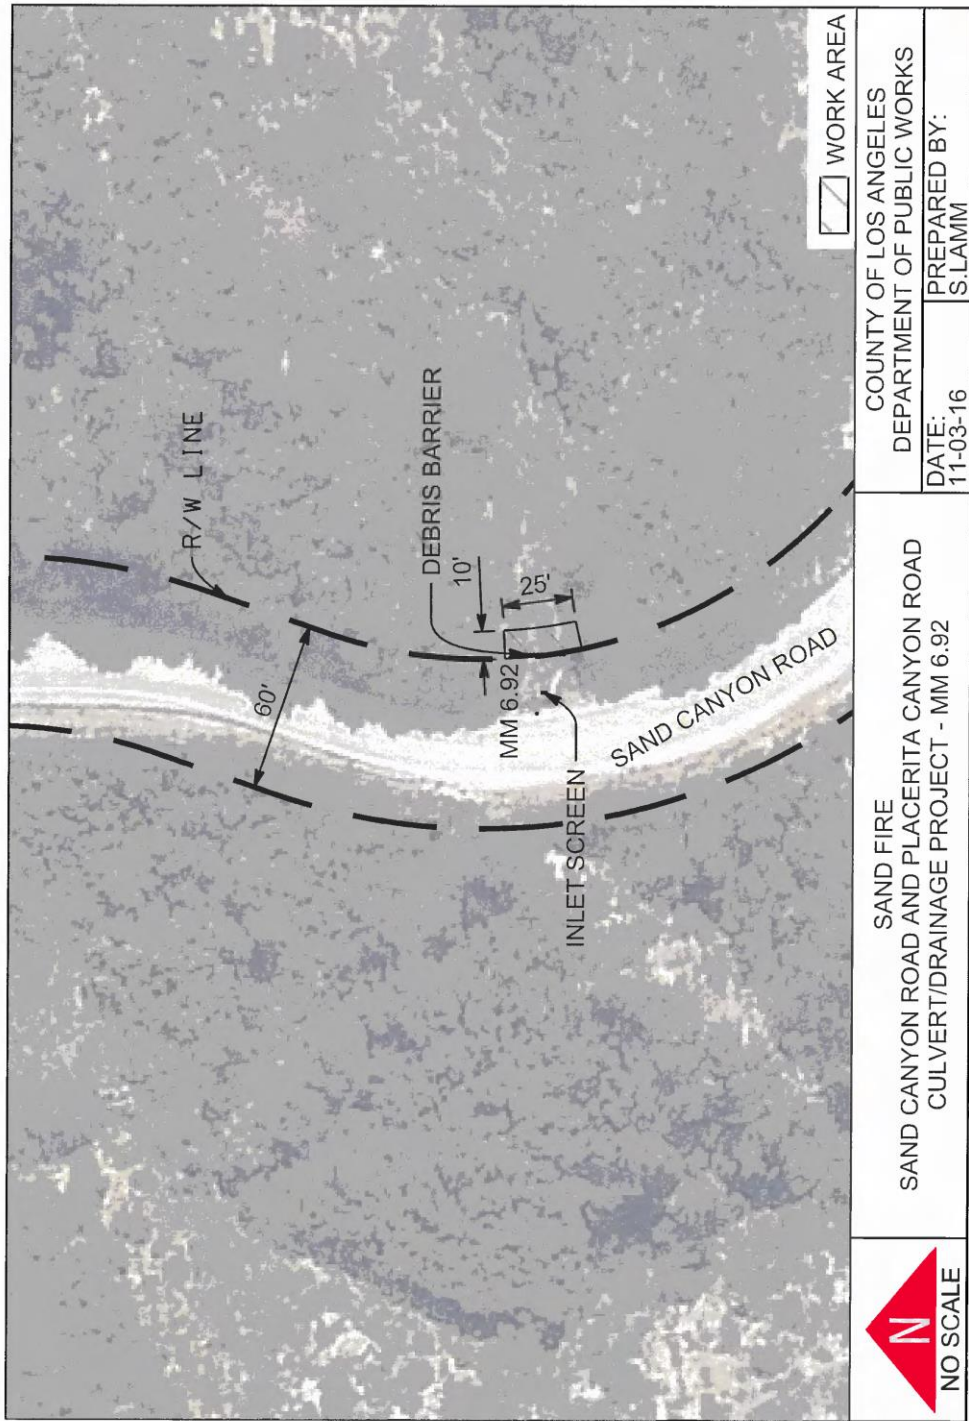 R/W LINE
60'
DEBRIS BARRIER
10'
25'
MM 6.92
SAND CANYON ROAD
INLET SCREEEN
WORK AREA
N
NO SCALE
SAND FIRE
SAND CANYON ROAD AND PLACERITA CANYON ROAD
CULVERT/DRAINAGE PROJECT - MM 6.92
COUNTY OF LOS ANGELES
DEPARTMENT OF PUBLIC WORKS
DATE:
11-03-16
PREPARED BY:
S.LAMM